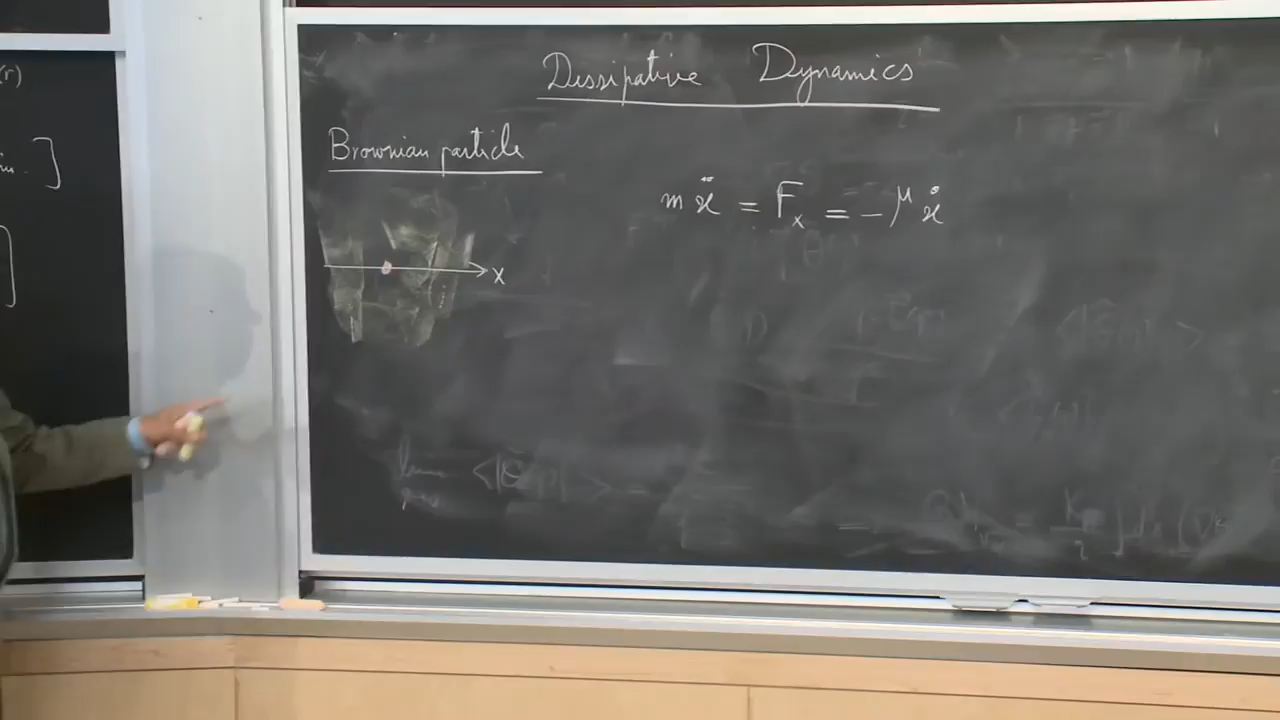 (r)
Dissipative Dynamics
Brownian particle
m ẍ = F_x = - μ ẋ
x